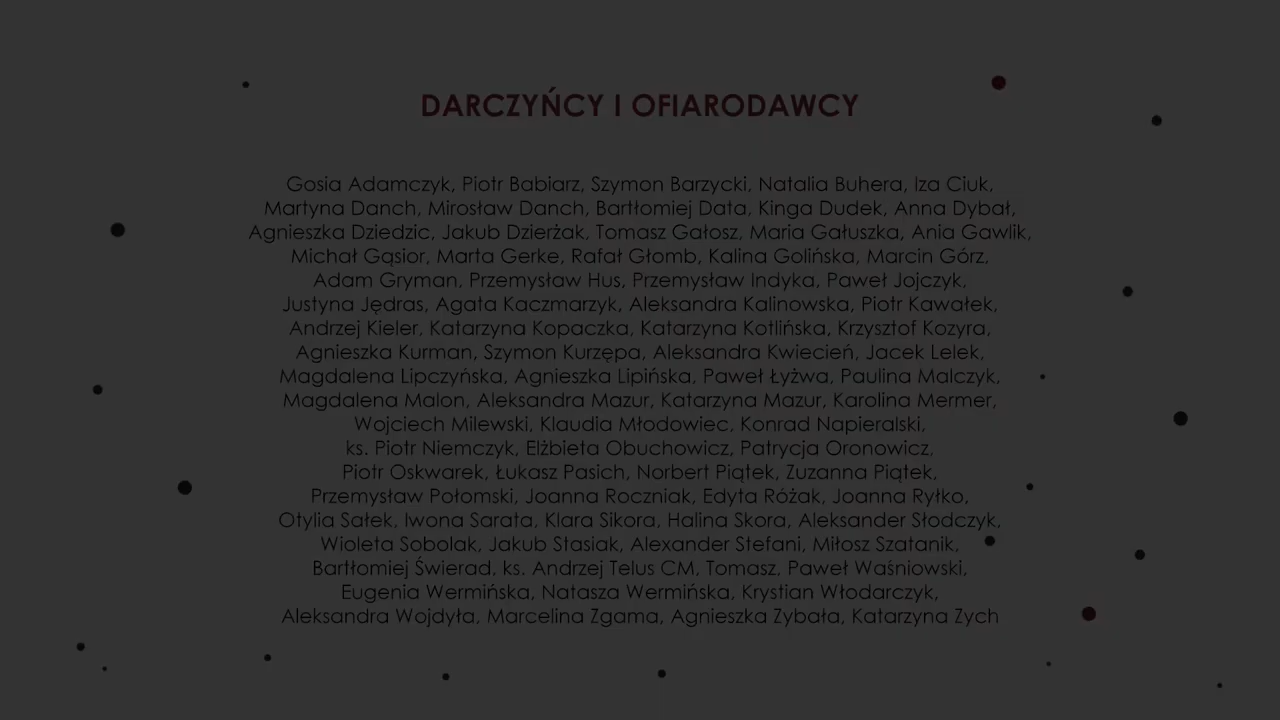 DARCZYŃCY I OFIARODAWCY
Gosia Adamczyk, Piotr Babiarz, Szymon Barzycki, Natalia Buhera, Iza Ciuk,
Martyna Danch, Mirosław Danch, Bartłomiej Data, Kinga Dudek, Anna Dybał,
Agnieszka Dziedzic, Jakub Dzierżak, Tomasz Gałosz, Maria Gałuszka, Ania Gawlik,
Michał Gąsior, Marta Gerke, Rafał Głomb, Kalina Golińska, Marcin Górz,
Adam Gryman, Przemysław Hus, Przemysław Indyka, Paweł Jojczyk,
Justyna Jędras, Agata Kaczmarzyk, Aleksandra Kalinowska, Piotr Kawałek,
Andrzej Kieler, Katarzyna Kopaczka, Katarzyna Kotlińska, Krzysztof Kozyra,
Agnieszka Kurman, Szymon Kurzępa, Aleksandra Kwiecień, Jacek Lelek,
Magdalena Lipczyńska, Agnieszka Lipińska, Paweł Łyżwa, Paulina Malczyk,
Magdalena Malon, Aleksandra Mazur, Katarzyna Mazur, Karolina Mermer,
Wojciech Milewski, Klaudia Młodowiec, Konrad Napieralski,
ks. Piotr Niemczyk, Elżbieta Obuchowicz, Patrycja Oronowicz,
Piotr Oskwarek, Łukasz Pasich, Norbert Piątek, Zuzanna Piątek,
Przemysław Połomski, Joanna Roczniak, Edyta Różak, Joanna Ryłko,
Otylia Sałek, Iwona Sarata, Klara Sikora, Halina Skora, Aleksander Słodczyk,
Wioleta Sobolak, Jakub Stasiak, Alexander Stefani, Miłosz Szatanik,
Bartłomiej Świerad, ks. Andrzej Telus CM, Tomasz, Paweł Waśniowski,
Eugenia Wermińska, Natasza Wermińska, Krystian Włodarczyk,
Aleksandra Wojdyła, Marcelina Zgama, Agnieszka Zybała, Katarzyna Zych